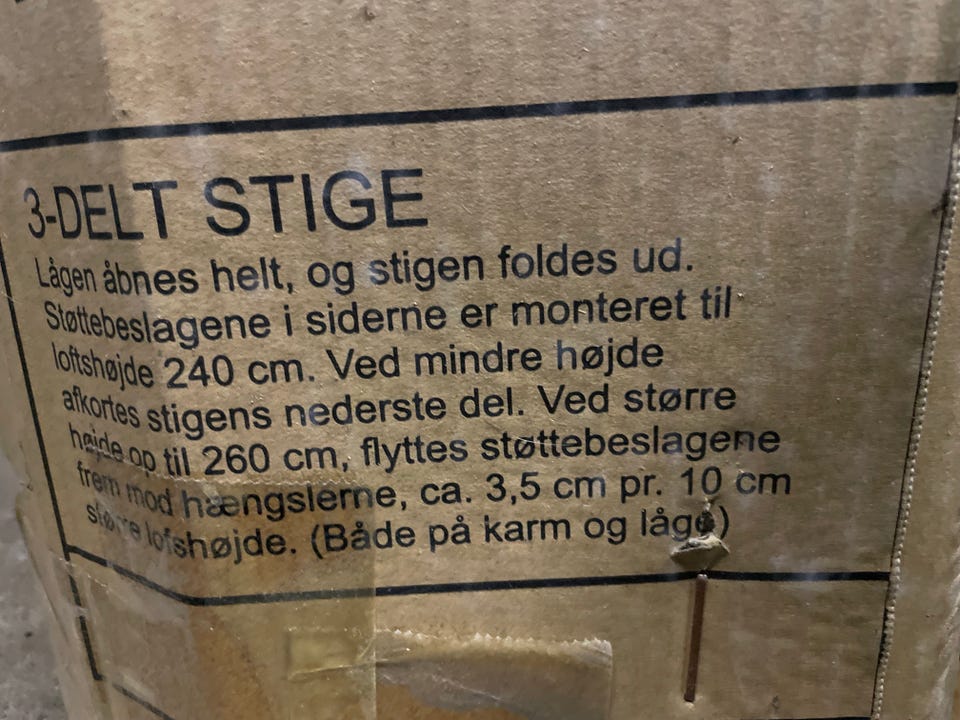 3-DELT STIGE
Lågen åbnes helt, og stigen foldes ud.
Støttebeslagene i siderne er monteret til
loftshøjde 240 cm. Ved mindre højde
afkortes stigens nederste del. Ved større
højde op til 260 cm, flyttes støttebeslagene
frem mod hængslerne, ca. 3,5 cm pr. 10 cm
større lofshøjde. (Både på karm og låge)